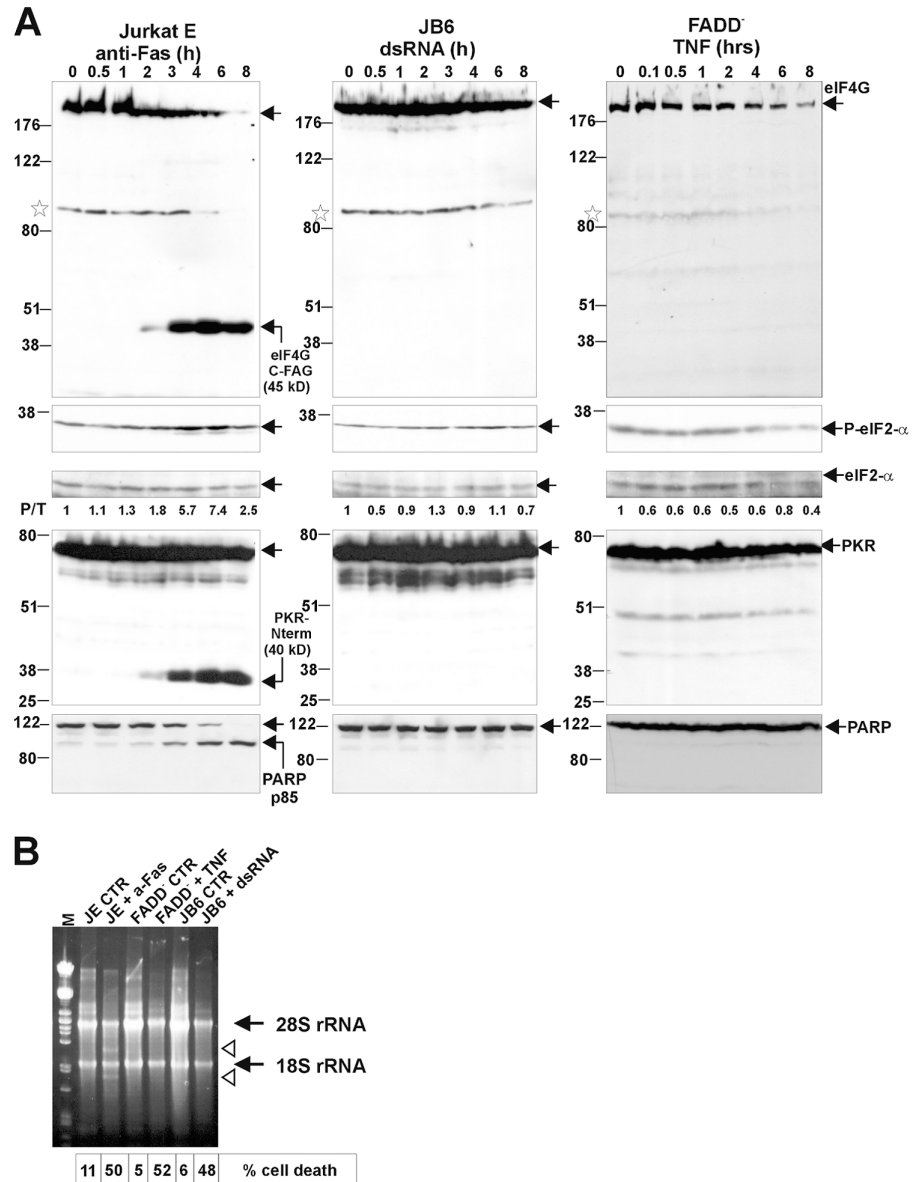 A
Jurkat E
anti-Fas (h)
0 0.5 1 2 3 4 6 8
JB6
dsRNA (h)
0 0.5 1 2 3 4 6 8
FADD-
TNF (hrs)
0 0.1 0.5 1 2 4 6 8
eIF4G
176
122
80
51
38
eIF4G
C-FAG
(45 kD)
176
122
80
51
38
176
122
80
51
38
38
38
38
P-eIF2-α
eIF2-α
P/T 1 1.1 1.3 1.8 5.7 7.4 2.5
1 0.5 0.9 1.3 0.9 1.1 0.7
1 0.6 0.6 0.6 0.6 0.8 0.4
80
51
38
25
PKR-
Nterm
(40 kD)
80
51
38
25
80
51
38
25
PKR
122
80
PARP
p85
122
80
122
80
PARP
B
M
JE CTR
JE + a-Fas
FADD- CTR
FADD- + TNF
JB6 CTR
JB6 + dsRNA
28S rRNA
18S rRNA
11 50 5 52 6 48 % cell death